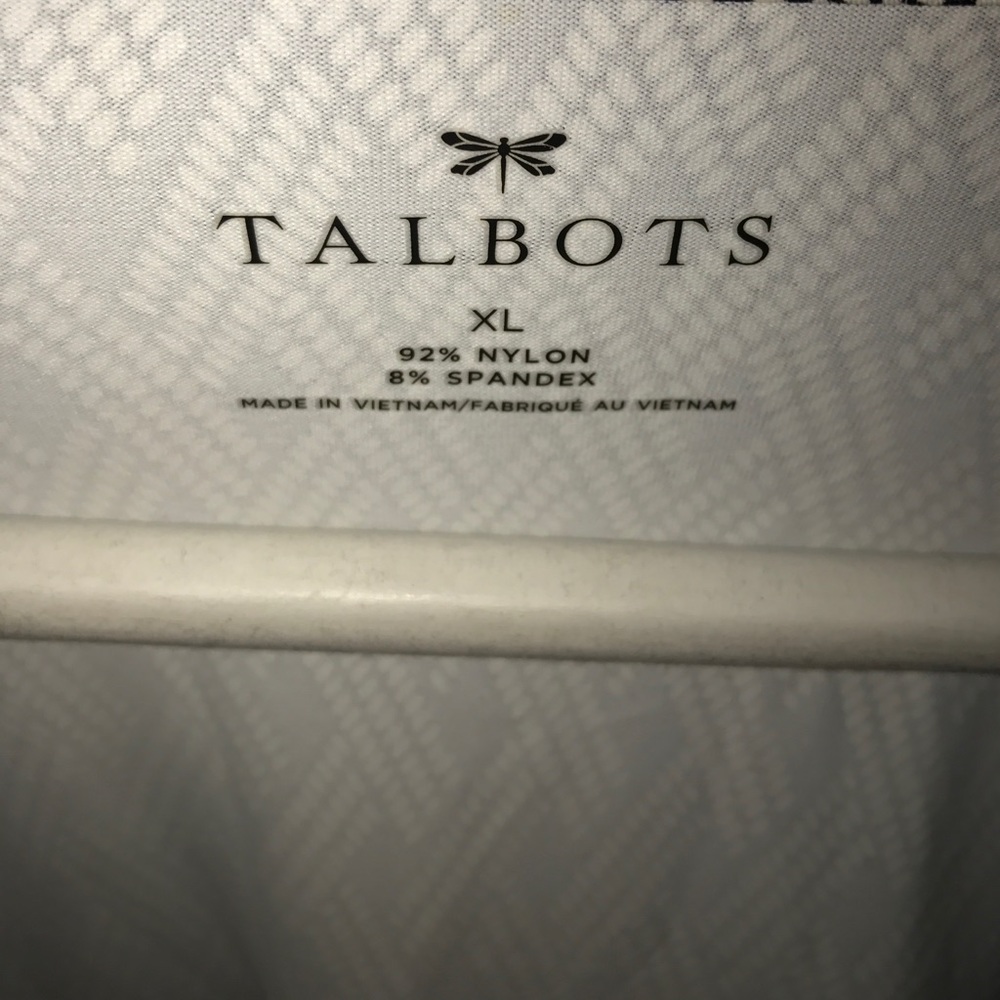 TALBOTS
XL
92% NYLON
8% SPANDEX
MADE IN VIETNAM/FABRIQUÉ AU VIETNAM